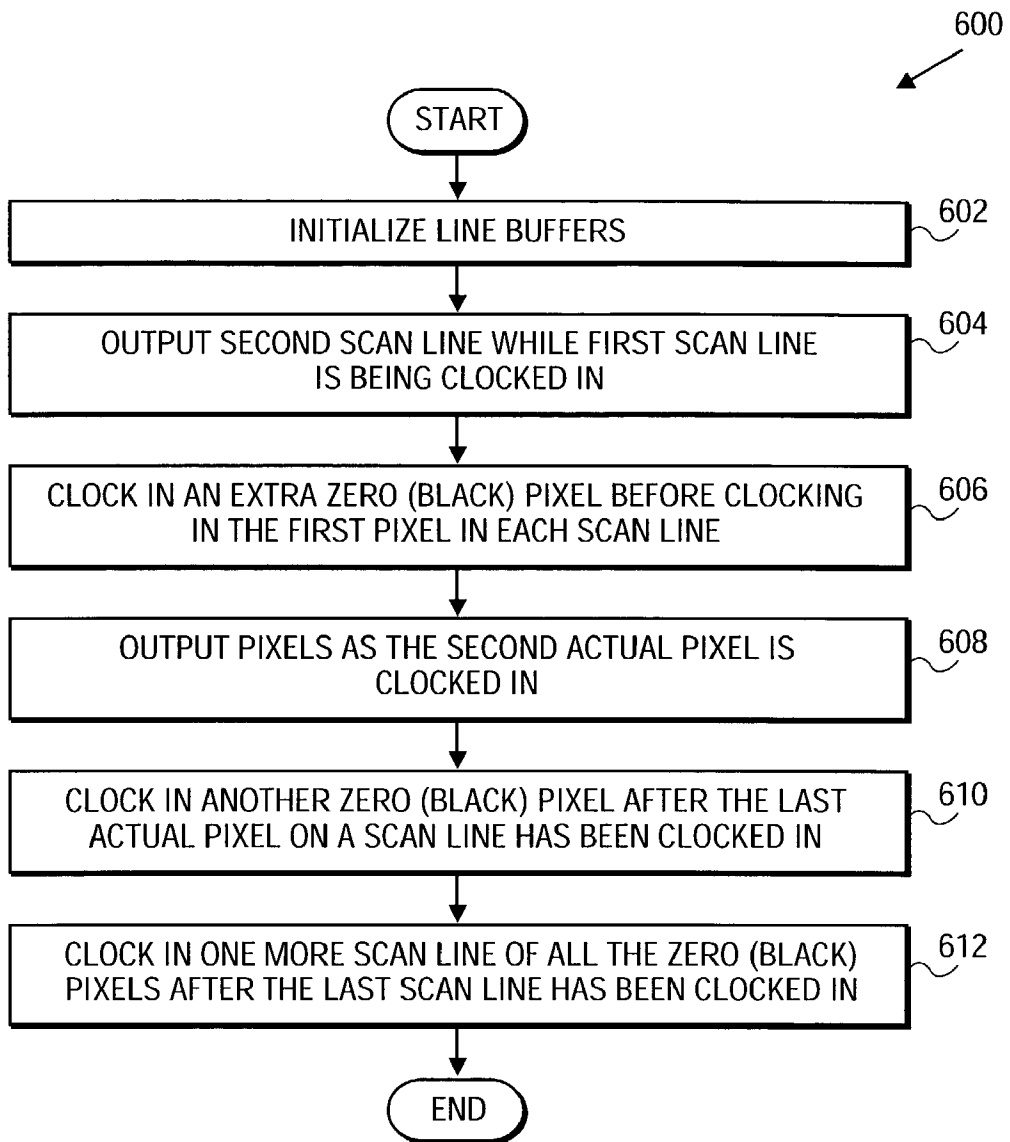 600
START
INITIALIZE LINE BUFFERS
602
OUTPUT SECOND SCAN LINE WHILE FIRST SCAN LINE
IS BEING CLOCKED IN
604
CLOCK IN AN EXTRA ZERO (BLACK) PIXEL BEFORE CLOCKING
IN THE FIRST PIXEL IN EACH SCAN LINE
606
OUTPUT PIXELS AS THE SECOND ACTUAL PIXEL IS
CLOCKED IN
608
CLOCK IN ANOTHER ZERO (BLACK) PIXEL AFTER THE LAST
ACTUAL PIXEL ON A SCAN LINE HAS BEEN CLOCKED IN
610
CLOCK IN ONE MORE SCAN LINE OF ALL THE ZERO (BLACK)
PIXELS AFTER THE LAST SCAN LINE HAS BEEN CLOCKED IN
612
END